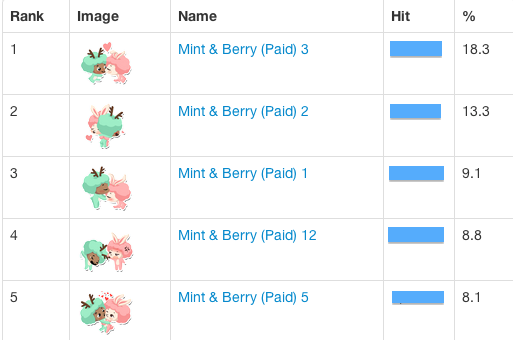 Rank Image Name Hit %
1 Mint & Berry (Paid) 3 18.3
2 Mint & Berry (Paid) 2 13.3
3 Mint & Berry (Paid) 1 9.1
4 Mint & Berry (Paid) 12 8.8
5 Mint & Berry (Paid) 5 8.1